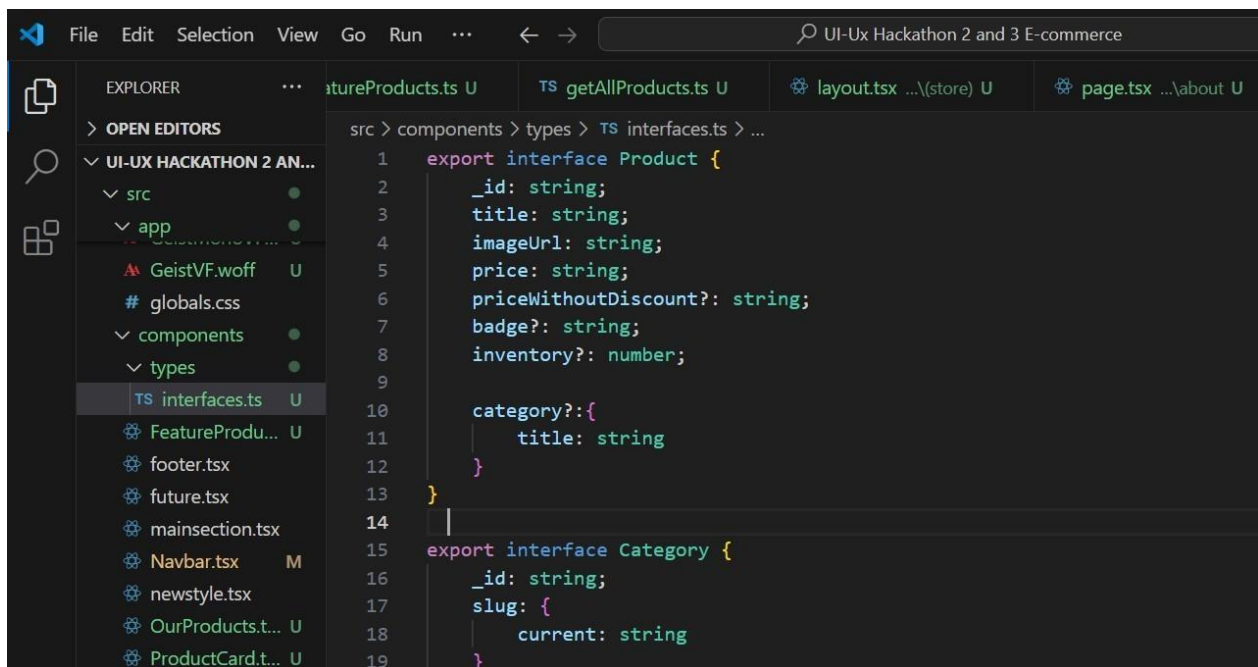 File Edit Selection View Go Run ... UI-Ux Hackathon 2 and 3 E-commerce
EXPLORER ...
atureProducts.ts U TS getAllProducts.ts U layout.tsx ...\(store) U page.tsx ...\about U
OPEN EDITORS
UI-UX HACKATHON 2 AN...
src
app
GeistVF.woff U
# globals.css
components
types
TS interfaces.ts U
FeatureProdu... U
footer.tsx
future.tsx
mainsection.tsx
Navbar.tsx M
newstyle.tsx
OurProducts.t... U
ProductCard.t... U
src > components > types > TS interfaces.ts > ...
1 export interface Product {
2 _id: string;
3 title: string;
4 imageUrl: string;
5 price: string;
6 priceWithoutDiscount?: string;
7 badge?: string;
8 inventory?: number;
9
10 category?:{
11 title: string
12 }
13 }
14
15 export interface Category {
16 _id: string;
17 slug: {
18 current: string
19 }